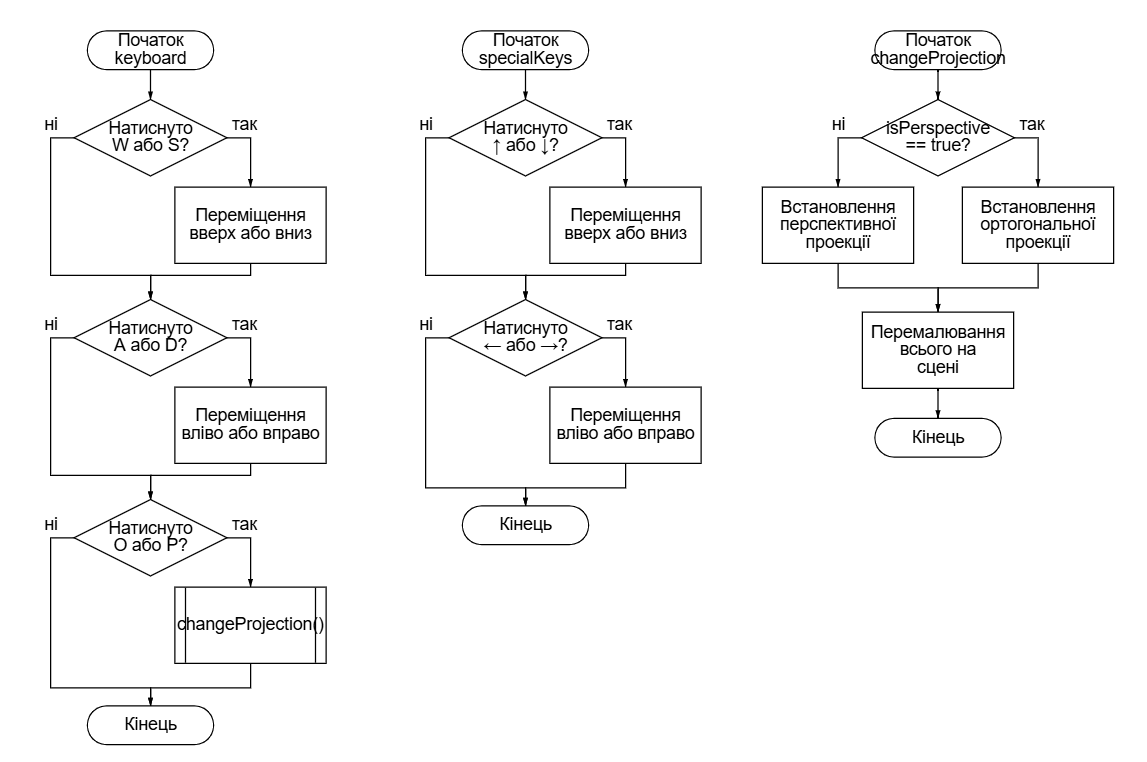 Початок
keyboard
ні
так
Натиснуто
W або S?
Переміщення
вверх або вниз
ні
так
Натиснуто
A або D?
Переміщення
вліво або вправо
ні
так
Натиснуто
O або P?
changeProjection()
Кінець
Початок
specialKeys
ні
так
Натиснуто
↑ або ↓?
Переміщення
вверх або вниз
ні
так
Натиснуто
← або →?
Переміщення
вліво або вправо
Кінець
Початок
changeProjection
ні
так
isPerspective
== true?
Встановлення
перспективної
проекції
Встановлення
ортогональної
проекції
Перемалювання
всього на
сцені
Кінець